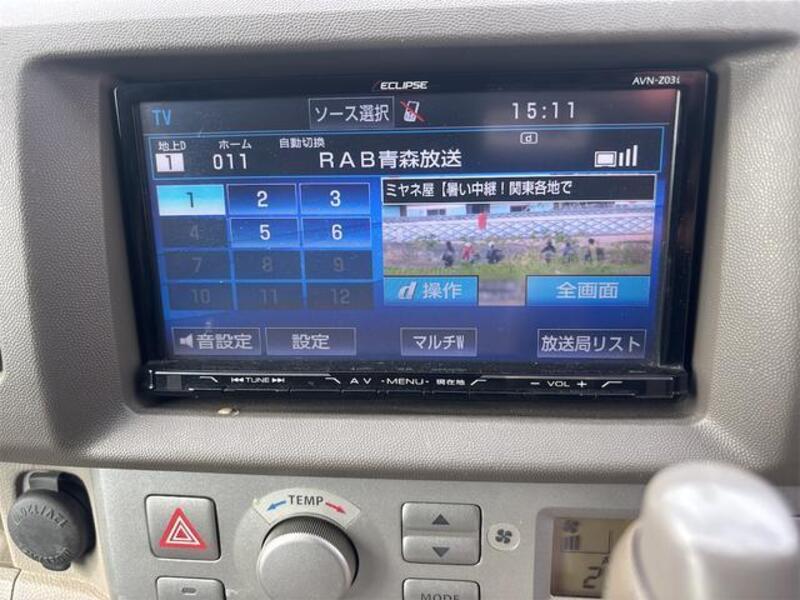 ECLIPSE
AVN-Z03i
TV
ソース選択
15:11
地上D
ホーム
自動切換
d
1
011
RAB青森放送
ミヤネ屋【暑い中継!関東各地で
1 2 3
4 5 6
7 8 9
10 11 12
d 操作
全画面
音設定
設定
マルチW
放送局リスト
TUNE
AV
-MENU-
現在地
− VOL +
TEMP
MODE
2